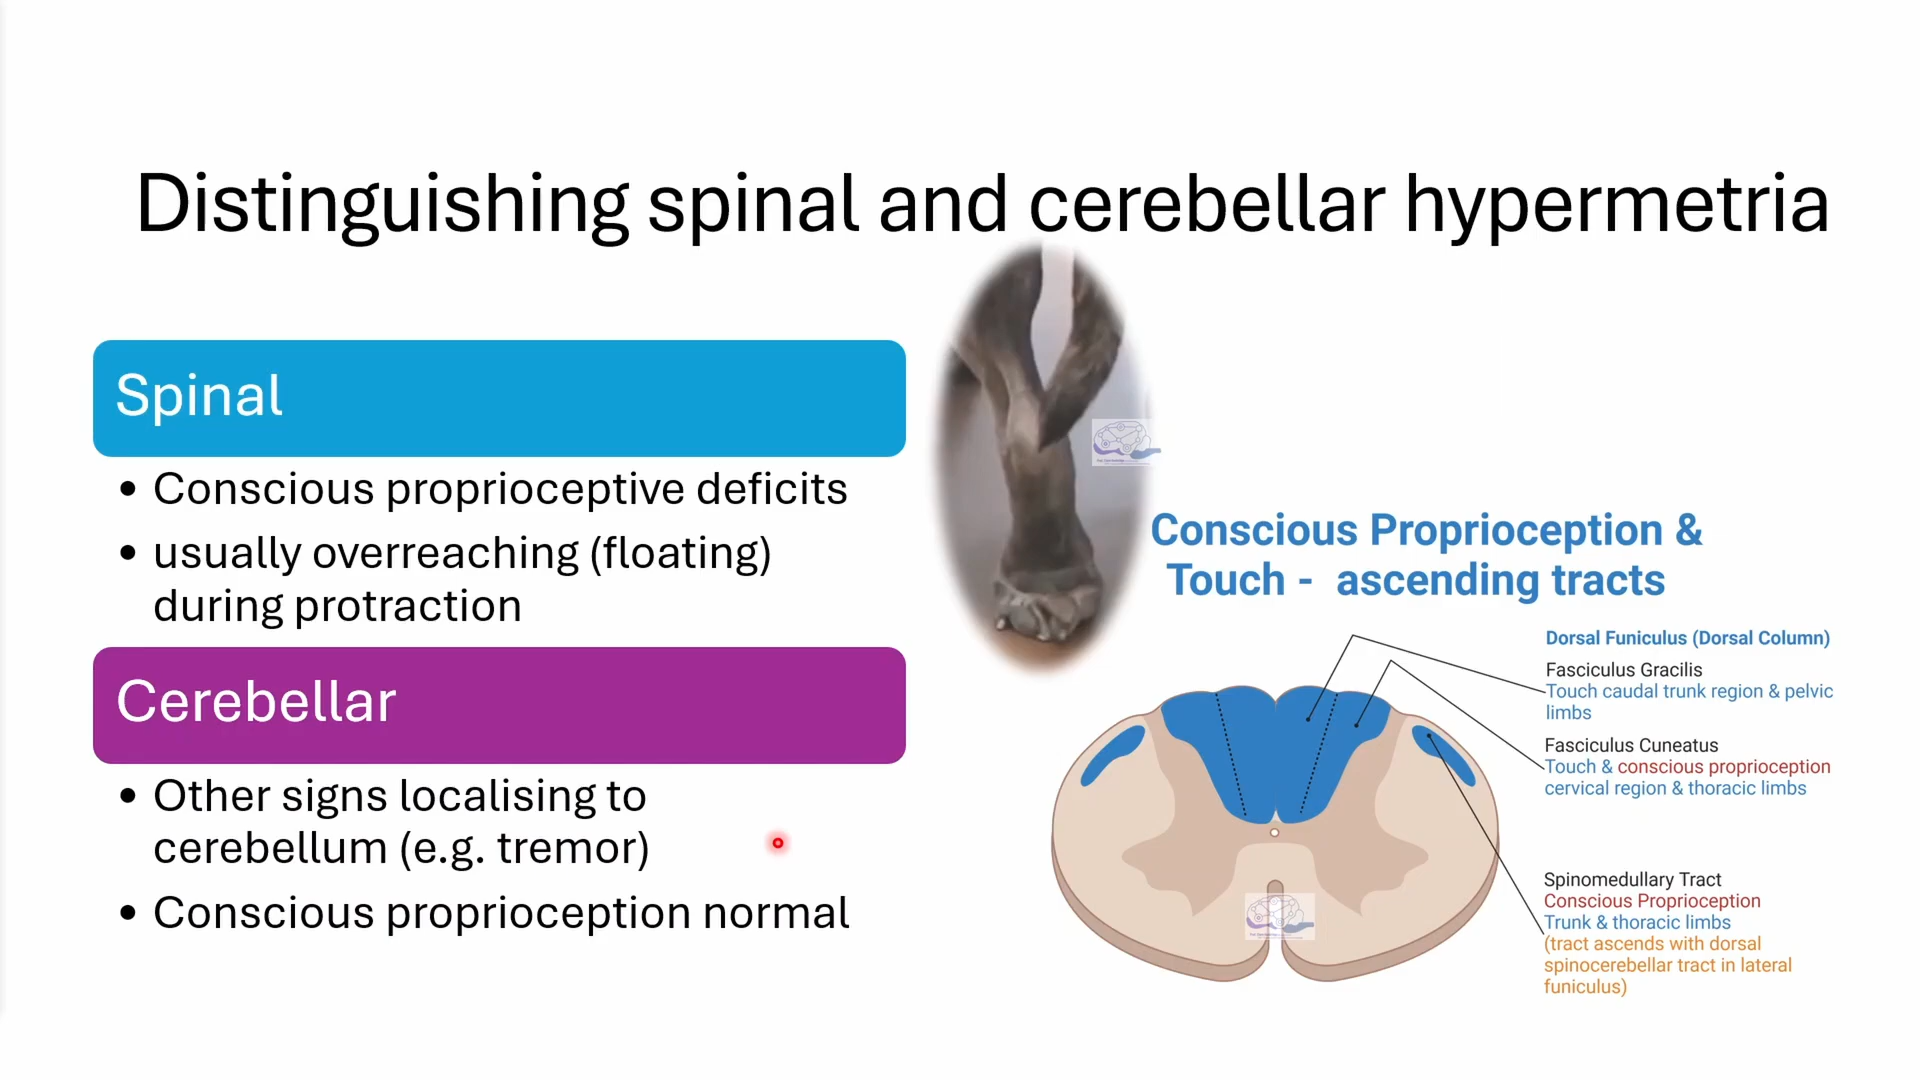 Distinguishing spinal and cerebellar hypermetria
Spinal
• Conscious proprioceptive deficits
• usually overreaching (floating)
during protraction
Cerebellar
• Other signs localising to
cerebellum (e.g. tremor)
• Conscious proprioception normal
Conscious Proprioception &
Touch - ascending tracts
Dorsal Funiculus (Dorsal Column)
Fasciculus Gracilis
Touch caudal trunk region & pelvic
limbs
Fasciculus Cuneatus
Touch & conscious proprioception
cervical region & thoracic limbs
Spinomedullary Tract
Conscious Proprioception
Trunk & thoracic limbs
(tract ascends with dorsal
spinocerebellar tract in lateral
funiculus)